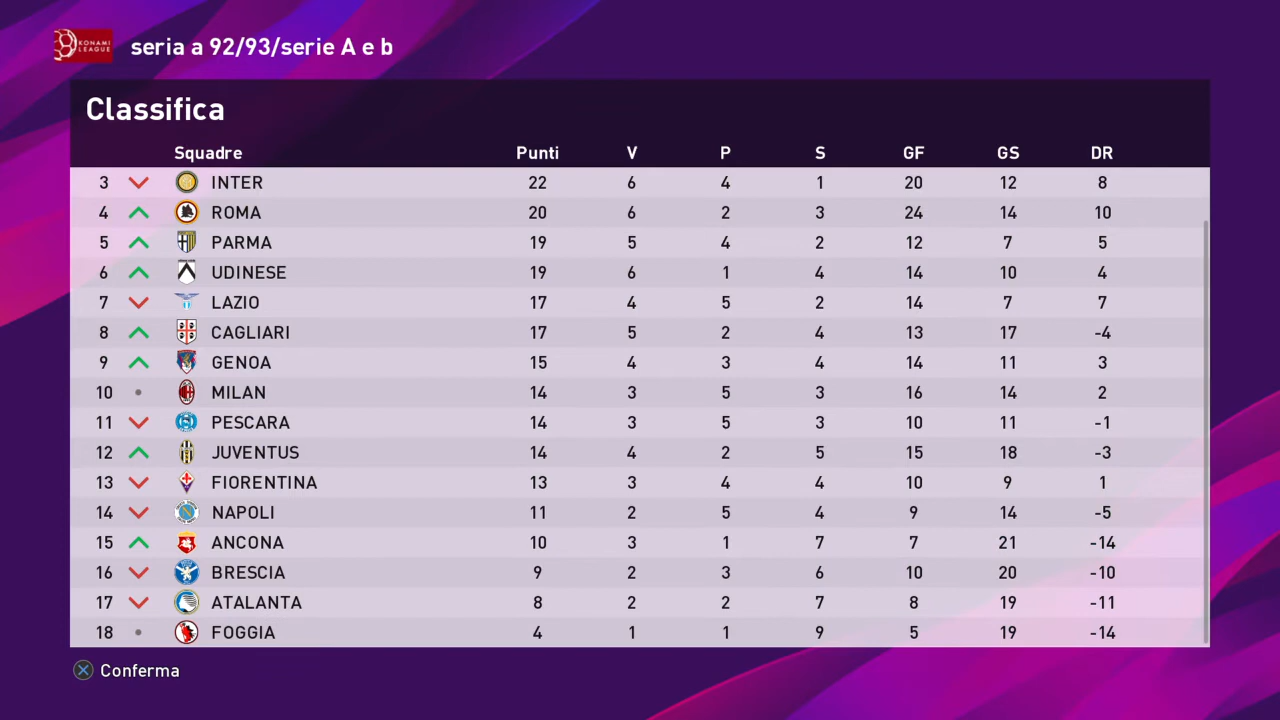 KONAMI
LEAGUE
seria a 92/93/serie A e b
Classifica
Squadre Punti V P S GF GS DR
3 INTER 22 6 4 1 20 12 8
4 ROMA 20 6 2 3 24 14 10
5 PARMA 19 5 4 2 12 7 5
6 UDINESE 19 6 1 4 14 10 4
7 LAZIO 17 4 5 2 14 7 7
8 CAGLIARI 17 5 2 4 13 17 -4
9 GENOA 15 4 3 4 14 11 3
10 MILAN 14 3 5 3 16 14 2
11 PESCARA 14 3 5 3 10 11 -1
12 JUVENTUS 14 4 2 5 15 18 -3
13 FIORENTINA 13 3 4 4 10 9 1
14 NAPOLI 11 2 5 4 9 14 -5
15 ANCONA 10 3 1 7 7 21 -14
16 BRESCIA 9 2 3 6 10 20 -10
17 ATALANTA 8 2 2 7 8 19 -11
18 FOGGIA 4 1 1 9 5 19 -14
Conferma